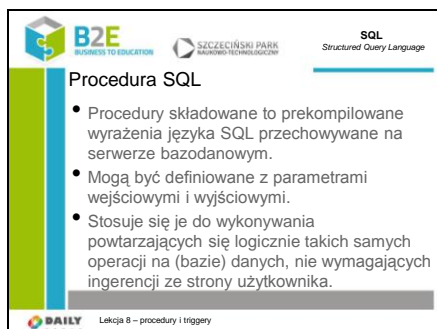 B2E
BUSINESS TO EDUCATION
SZCZECIŃSKI PARK
NAUKOWO-TECHNOLOGICZNY
SQL
Structured Query Language
Procedura SQL
• Procedury składowane to prekompilowane
wyrażenia języka SQL przechowywane na
serwerze bazodanowym.
• Mogą być definiowane z parametrami
wejściowymi i wyjściowymi.
• Stosuje się je do wykonywania
powtarzających się logicznie takich samych
operacji na (bazie) danych, nie wymagających
ingerencji ze strony użytkownika.
DAILY
Lekcja 8 – procedury i triggery